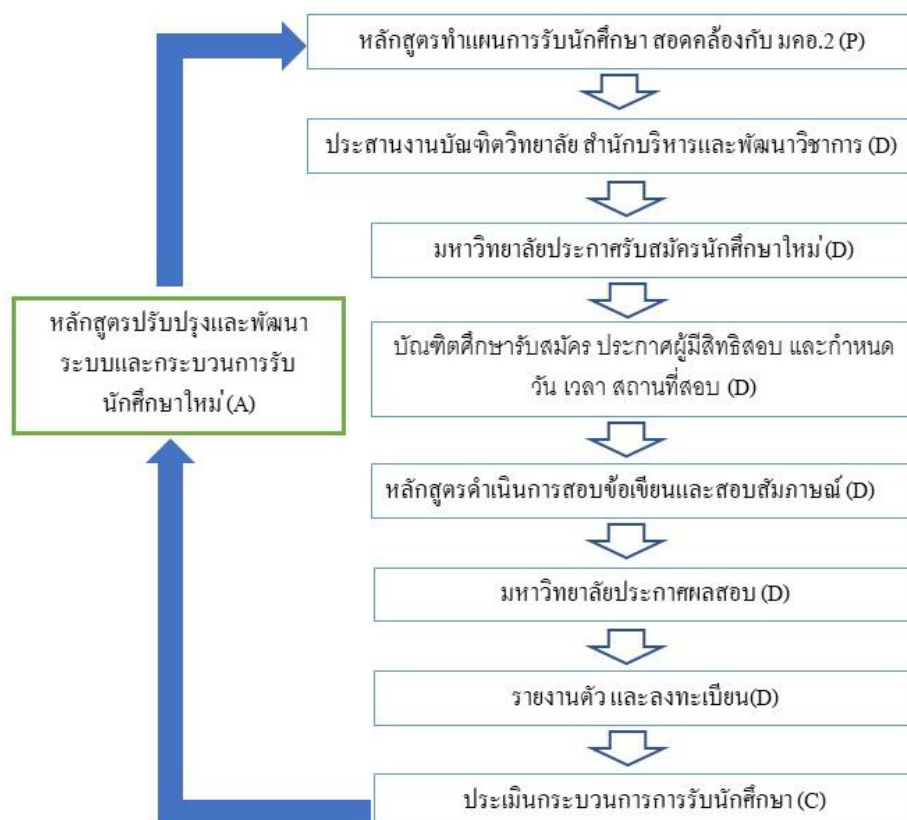 หลักสูตรทำแผนการรับนักศึกษา สอดคล้องกับ มคอ.2 (P)
ประสานงานบัณฑิตวิทยาลัย สำนักบริหารและพัฒนาวิชาการ (D)
มหาวิทยาลัยประกาศรับสมัครนักศึกษาใหม่ (D)
บัณฑิตศึกษารับสมัคร ประกาศผู้มีสิทธิสอบ และกำหนด
วัน เวลา สถานที่สอบ (D)
หลักสูตรดำเนินการสอบข้อเขียนและสอบสัมภาษณ์ (D)
มหาวิทยาลัยประกาศผลสอบ (D)
รายงานตัว และลงทะเบียน(D)
ประเมินกระบวนการการรับนักศึกษา (C)
หลักสูตรปรับปรุงและพัฒนา
ระบบและกระบวนการรับ
นักศึกษาใหม่ (A)